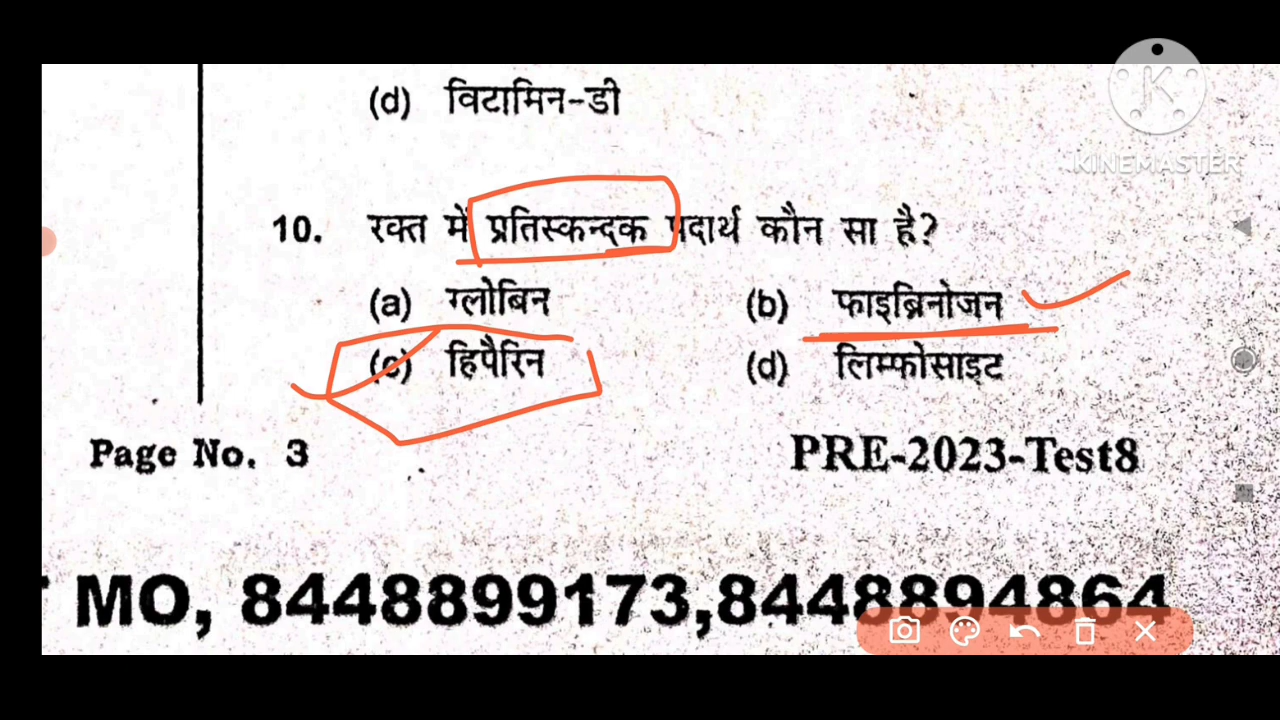 (d) विटामिन-डी
KINEMASTER
10. रक्त में प्रतिस्कन्दक पदार्थ कौन सा है?
(a) ग्लोबिन (b) फाइब्रिनोजन
(c) हिपैरिन (d) लिम्फोसाइट
Page No. 3 PRE-2023-Test8
MO, 8448899173,8448894864